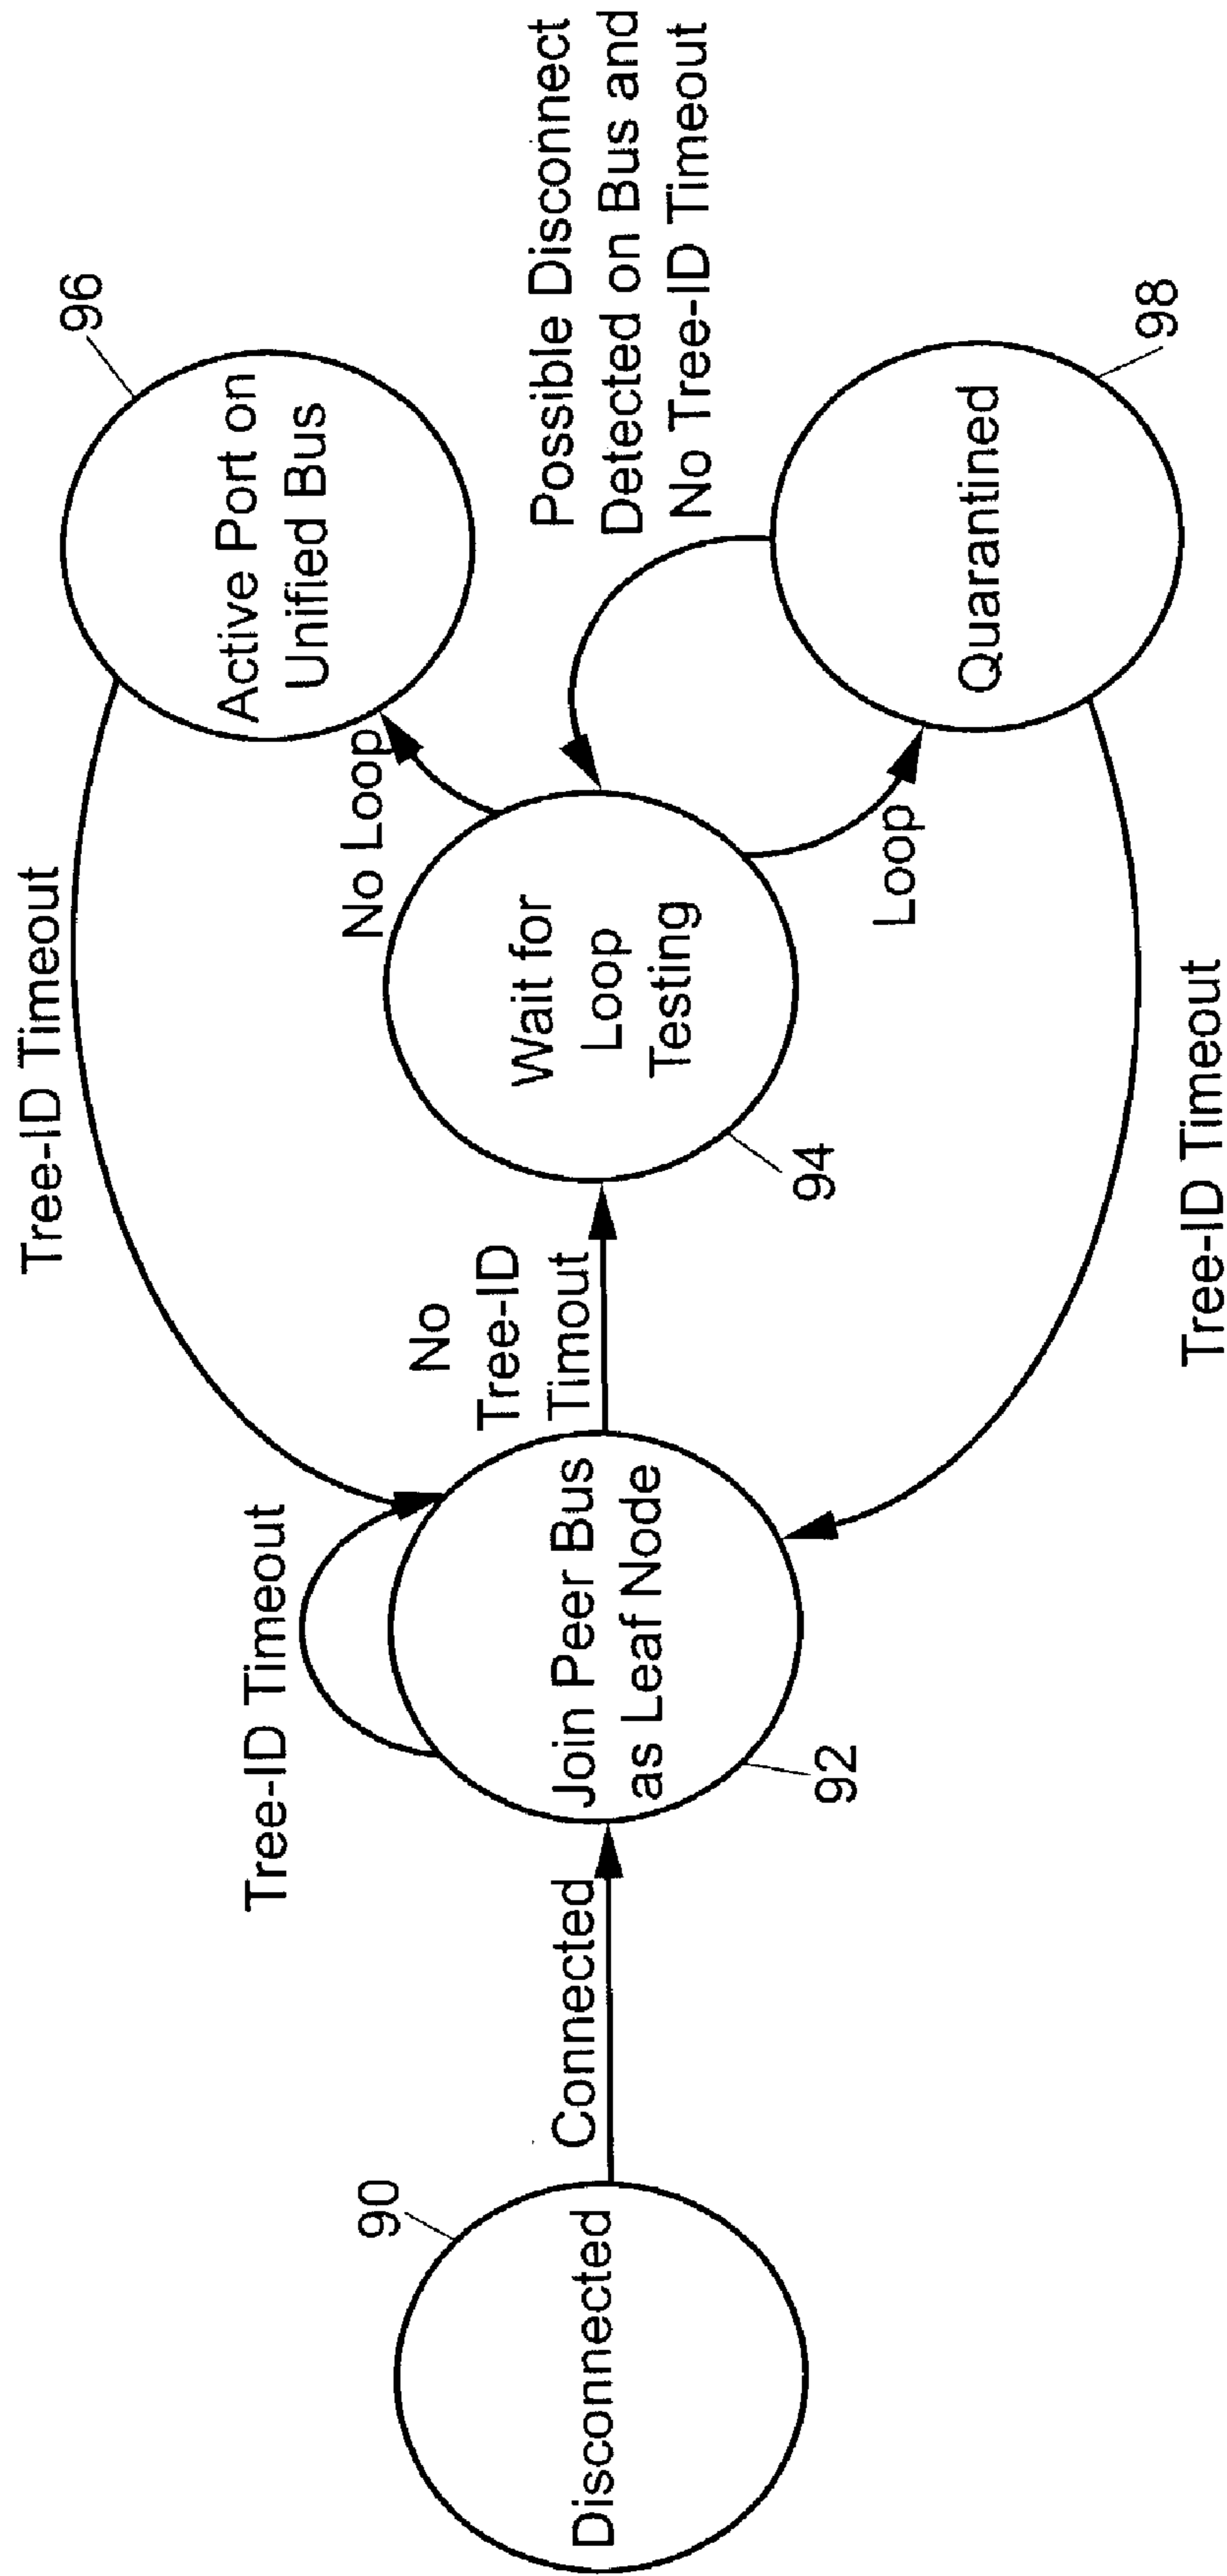 Disconnected
90
Connected
Tree-ID Timeout
Join Peer Bus
as Leaf Node
92
No
Tree-ID
Timout
Tree-ID Timeout
Wait for
Loop
Testing
94
No Loop
Loop
Active Port on
Unified Bus
96
Possible Disconnect
Detected on Bus and
No Tree-ID Timeout
Quarantined
98
Tree-ID Timeout